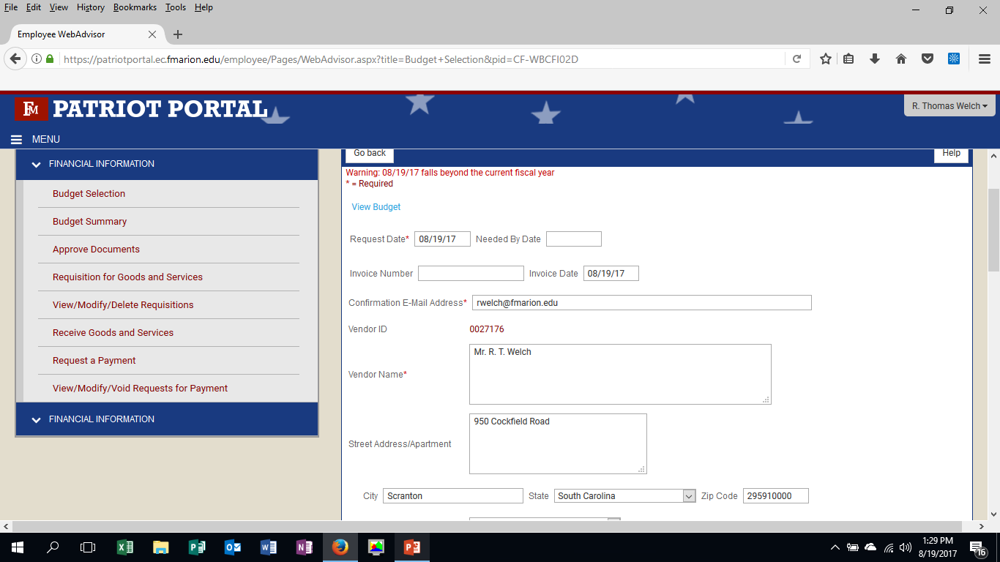 File Edit View History Bookmarks Tools Help
Employee WebAdvisor
https://patriotportal.ec.fmarion.edu/employee/Pages/WebAdvisor.aspx?title=Budget+Selection&pid=CF-WBCFI02D
FM PATRIOT PORTAL
R. Thomas Welch
MENU
FINANCIAL INFORMATION
Budget Selection
Budget Summary
Approve Documents
Requisition for Goods and Services
View/Modify/Delete Requisitions
Receive Goods and Services
Request a Payment
View/Modify/Void Requests for Payment
FINANCIAL INFORMATION
Go back Help
Warning: 08/19/17 falls beyond the current fiscal year
* = Required
View Budget
Request Date* 08/19/17 Needed By Date
Invoice Number Invoice Date 08/19/17
Confirmation E-Mail Address* rwelch@fmarion.edu
Vendor ID 0027176
Vendor Name* Mr. R. T. Welch
Street Address/Apartment 950 Cockfield Road
City Scranton State South Carolina Zip Code 295910000
1:29 PM
8/19/2017
16